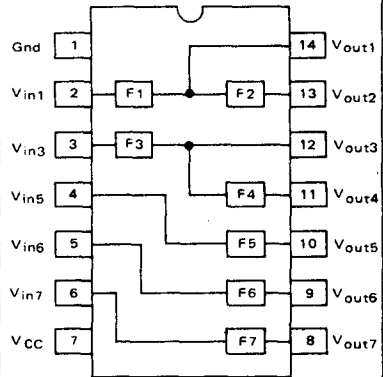 Gnd 1 14 Vout1
Vin1 2 F1 F2 13 Vout2
Vin3 3 F3 12 Vout3
Vin5 4 F4 11 Vout4
Vin6 5 F5 10 Vout5
Vin7 6 F6 9 Vout6
VCC 7 F7 8 Vout7